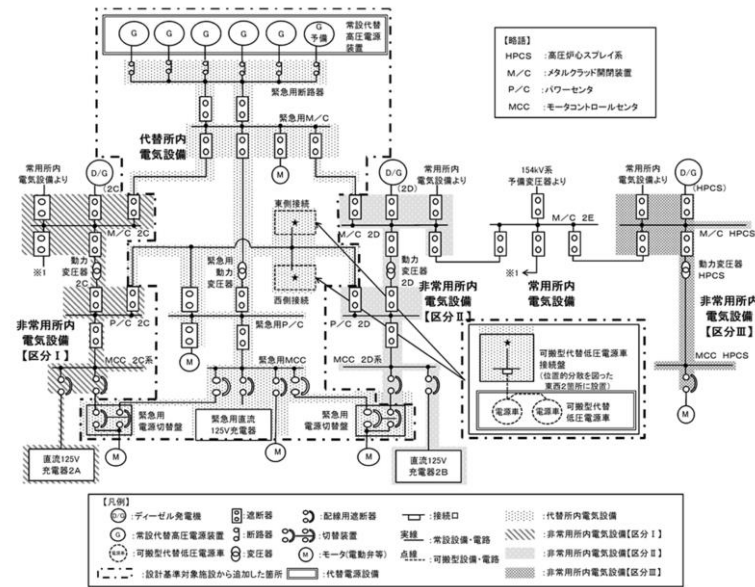 G
G
G
G
G
G
予備
常設代替
高圧電源
装置
【略語】
HPCS :高圧炉心スプレイ系
M/C :メタルクラッド開閉装置
P/C :パワーセンタ
MCC :モータコントロールセンタ
緊急用断路器
緊急用M/C
代替所内
電気設備
M
常用所内
電気設備より
D/G
(2C)
D/G
(2D)
常用所内
電気設備より
154kV系
予備変圧器より
常用所内
電気設備より
D/G
(HPCS)
東側接続
西側接続
M/C 2C
M/C 2D
M/C 2E
M/C HPCS
※1
※1
動力
変圧器
2C
緊急用
動力
変圧器
動力
変圧器
2D
動力変圧器
HPCS
非常用所内
電気設備
【区分Ⅱ】
常用所内
電気設備
非常用所内
電気設備
【区分Ⅲ】
非常用所内
電気設備
【区分Ⅰ】
P/C 2C
緊急用P/C
P/C 2D
M
MCC 2C系
緊急用MCC
MCC 2D系
MCC HPCS
可搬型代替低圧電源車
接続盤
(位置的分散を図った
東西2箇所に設置)
電源車
電源車
可搬型代替
低圧電源車
緊急用
電源切替盤
緊急用直流
125V充電器
緊急用
電源切替盤
M
M
M
M
直流125V
充電器2A
直流125V
充電器2B
【凡例】
D/G :ディーゼル発電機
:遮断器
:配線用遮断器
:接続口
:代替所内電気設備
G :常設代替高圧電源装置
:断路器
:切替装置
実線 :常設設備・電路
:非常用所内電気設備【区分Ⅰ】
電源車 :可搬型代替低圧電源車
:変圧器
M :モータ(電動弁等)
点線 :可搬型設備・電路
:非常用所内電気設備【区分Ⅱ】
:設計基準対象施設から追加した箇所
:代替電源設備
:非常用所内電気設備【区分Ⅲ】